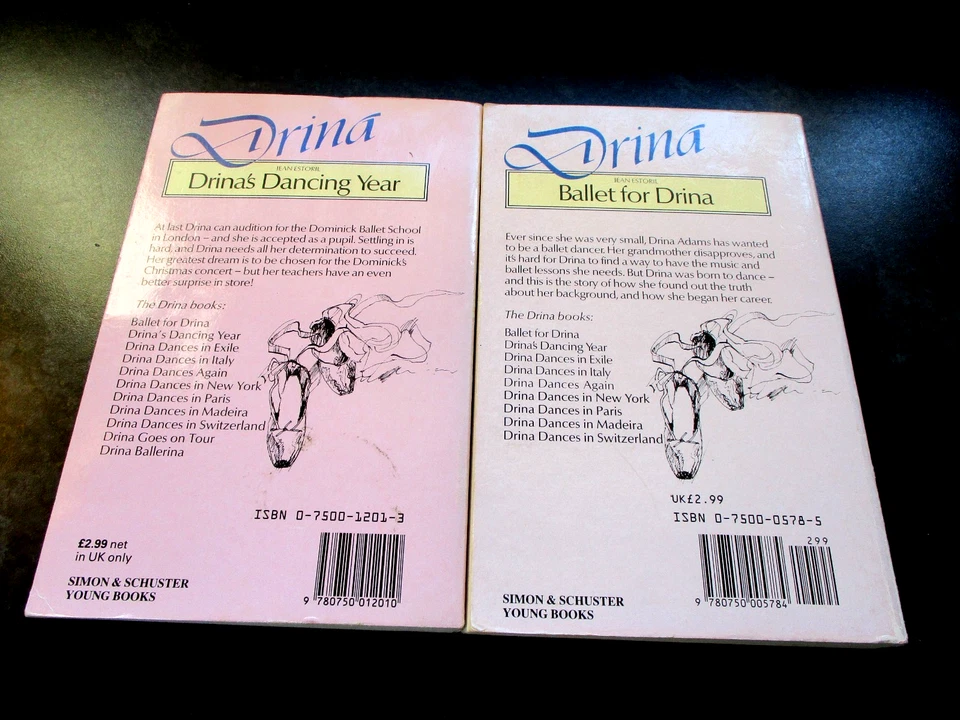 Drina
JEAN ESTORIL
Drina's Dancing Year
At last Drina can audition for the Dominick Ballet School
in London – and she is accepted as a pupil. Settling in is
hard, and Drina needs all her determination to succeed.
Her greatest dream is to be chosen for the Dominick's
Christmas concert – but her teachers have an even
better surprise in store!
The Drina books:
Ballet for Drina
Drina's Dancing Year
Drina Dances in Exile
Drina Dances in Italy
Drina Dances Again
Drina Dances in New York
Drina Dances in Paris
Drina Dances in Madeira
Drina Dances in Switzerland
Drina Goes on Tour
Drina Ballerina
ISBN 0-7500-1201-3
£2.99 net
in UK only
SIMON & SCHUSTER
YOUNG BOOKS
9 780750 012010
Drina
JEAN ESTORIL
Ballet for Drina
Ever since she was very small, Drina Adams has wanted
to be a ballet dancer. Her grandmother disapproves, and
it's hard for Drina to find a way to have the music and
ballet lessons she needs. But Drina was born to dance –
and this is the story of how she found out the truth
about her background, and how she began her career.
The Drina books:
Ballet for Drina
Drina's Dancing Year
Drina Dances in Exile
Drina Dances in Italy
Drina Dances Again
Drina Dances in New York
Drina Dances in Paris
Drina Dances in Madeira
Drina Dances in Switzerland
UK£2.99
ISBN 0-7500-0578-5
299
9 780750 005784
SIMON & SCHUSTER
YOUNG BOOKS